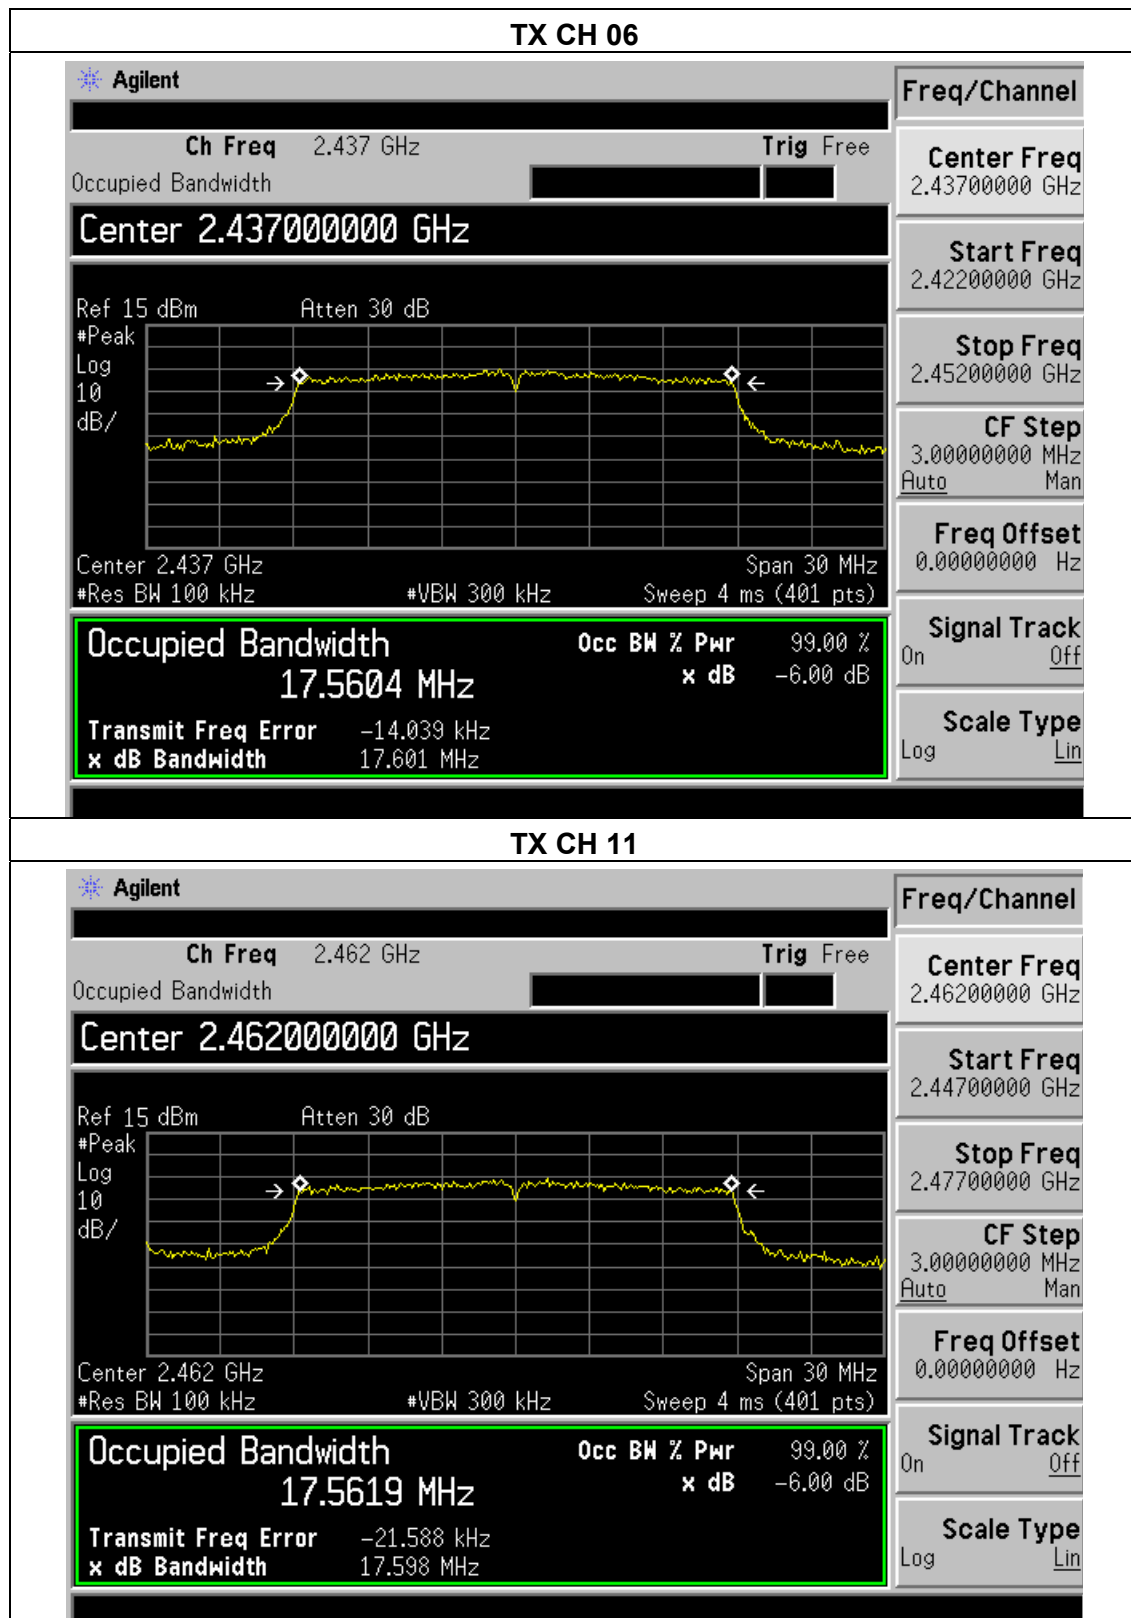 TX CH 06
Agilent
Freq/Channel
Ch Freq 2.437 GHz Trig Free
Occupied Bandwidth
Center 2.437000000 GHz
Center Freq
2.43700000 GHz
Start Freq
2.42200000 GHz
Stop Freq
2.45200000 GHz
CF Step
3.00000000 MHz
Auto Man
Freq Offset
0.00000000 Hz
Signal Track
On Off
Scale Type
Log Lin
Ref 15 dBm Atten 30 dB
#Peak
Log
10
dB/
Center 2.437 GHz Span 30 MHz
#Res BW 100 kHz #VBW 300 kHz Sweep 4 ms (401 pts)
Occupied Bandwidth Occ BW % Pwr 99.00 %
17.5604 MHz x dB -6.00 dB
Transmit Freq Error -14.039 kHz
x dB Bandwidth 17.601 MHz
TX CH 11
Agilent
Freq/Channel
Ch Freq 2.462 GHz Trig Free
Occupied Bandwidth
Center 2.462000000 GHz
Center Freq
2.46200000 GHz
Start Freq
2.44700000 GHz
Stop Freq
2.47700000 GHz
CF Step
3.00000000 MHz
Auto Man
Freq Offset
0.00000000 Hz
Signal Track
On Off
Scale Type
Log Lin
Ref 15 dBm Atten 30 dB
#Peak
Log
10
dB/
Center 2.462 GHz Span 30 MHz
#Res BW 100 kHz #VBW 300 kHz Sweep 4 ms (401 pts)
Occupied Bandwidth Occ BW % Pwr 99.00 %
17.5619 MHz x dB -6.00 dB
Transmit Freq Error -21.588 kHz
x dB Bandwidth 17.598 MHz